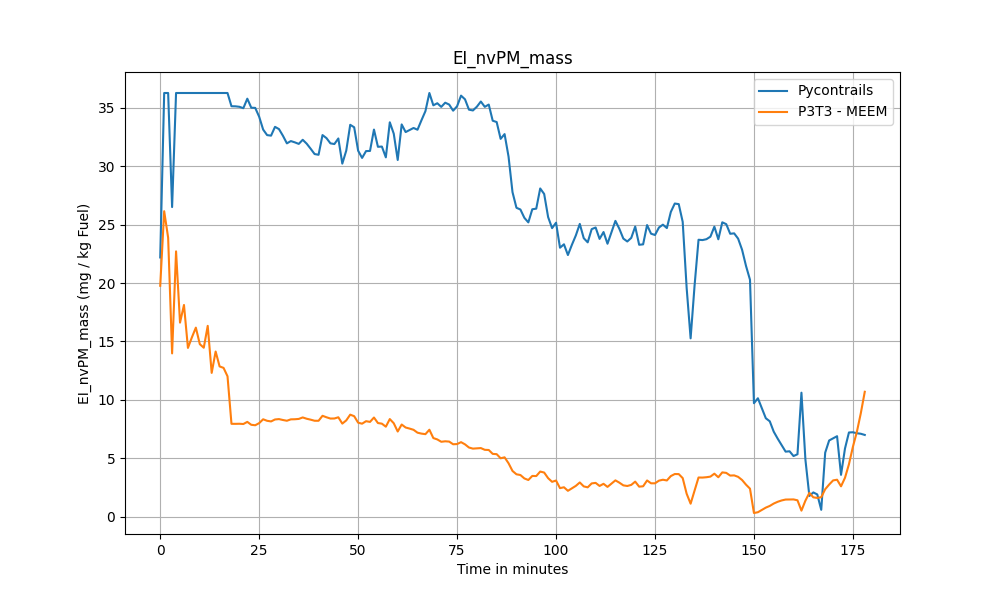 EI_nvPM_mass
Pycontrails
P3T3 - MEEM
EI_nvPM_mass (mg / kg Fuel)
35
30
25
20
15
10
5
0
0 25 50 75 100 125 150 175
Time in minutes